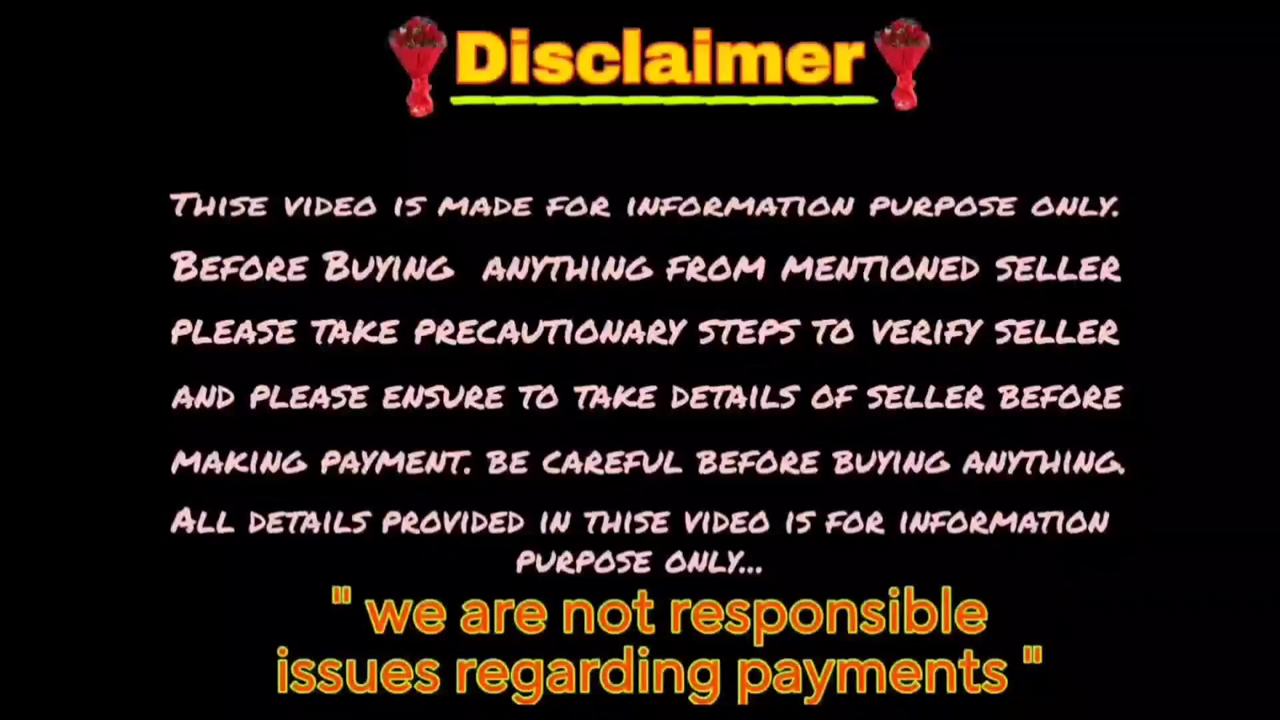 Disclaimer
THISE VIDEO IS MADE FOR INFORMATION PURPOSE ONLY.
BEFORE BUYING ANYTHING FROM MENTIONED SELLER
PLEASE TAKE PRECAUTIONARY STEPS TO VERIFY SELLER
AND PLEASE ENSURE TO TAKE DETAILS OF SELLER BEFORE
MAKING PAYMENT. BE CAREFUL BEFORE BUYING ANYTHING.
ALL DETAILS PROVIDED IN THISE VIDEO IS FOR INFORMATION
PURPOSE ONLY...
" we are not responsible
issues regarding payments "